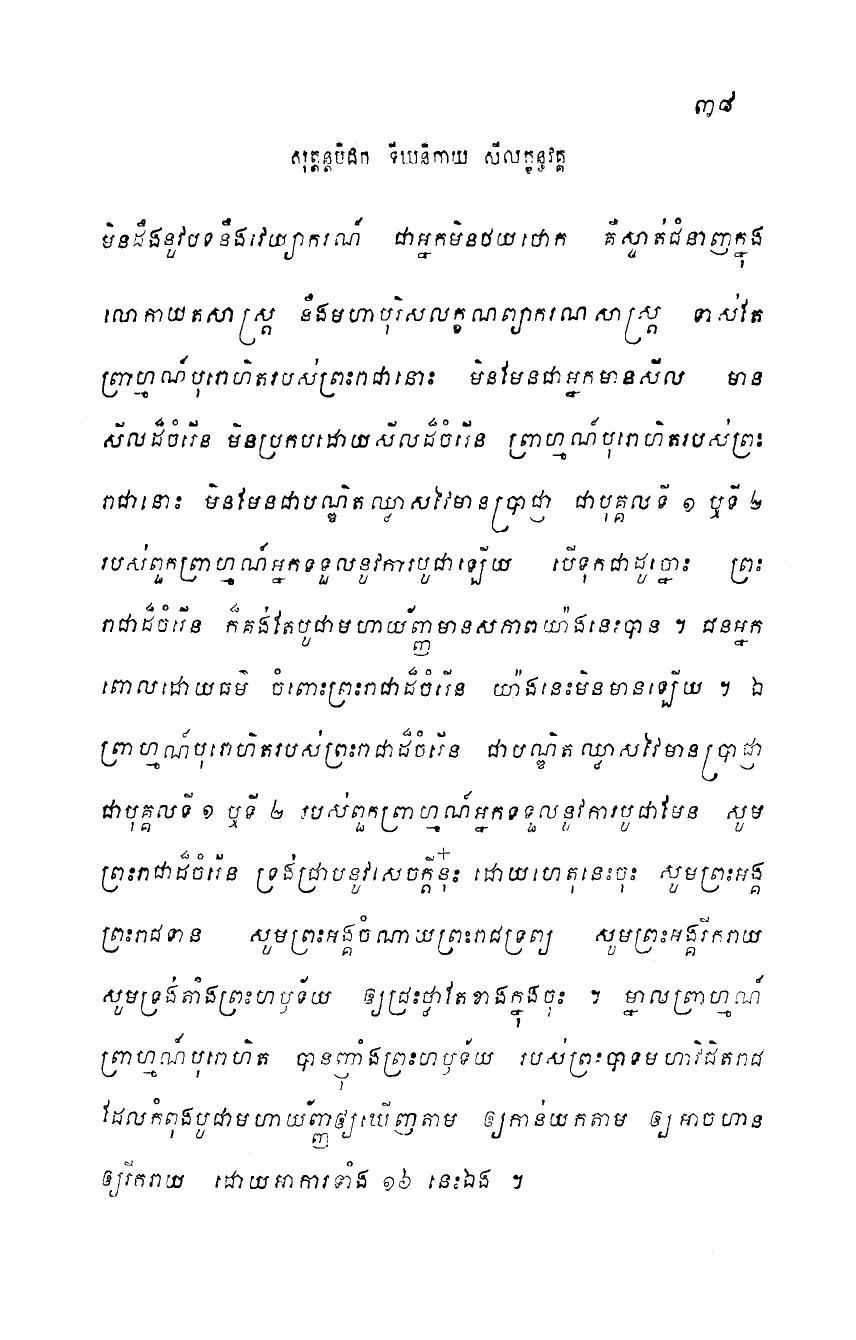 ៣៨
សុត្តន្តបិដក ទីឃនិកាយ សីលក្ខន្ធវគ្គ
មិនដឹងនូវបទនឹងវេយ្យាករណ៍ ជាអ្នកមិនថយថោក គឺស្ទាត់ជំនាញក្នុង
លោកាយតសាស្ត្រ នឹងមហាបុរិសលក្ខណព្យាករណសាស្ត្រ ទាស់តែ
ព្រាហ្មណ៍បុរោហិតរបស់ព្រះរាជានោះ មិនមែនជាអ្នកមានសីល មាន
សីលដ៏ចំរើន មិនប្រកបដោយសីលដ៏ចំរើន ព្រាហ្មណ៍បុរោហិតរបស់ព្រះ
រាជានោះ មិនមែនជាបណ្ឌិតឈ្លាសវៃមានប្រាជ្ញា ជាបុគ្គលទី ១ ឬទី ២
របស់ពួកព្រាហ្មណ៍អ្នកទទួលនូវការបូជាឡើយ បើទុកជាដូច្នោះ ព្រះ
រាជាដ៏ចំរើន ក៏គង់តែបូជាមហាយ័ញ្ញមានសភាពយ៉ាងនេះបាន ។ ជនអ្នក
ពោលដោយធម៌ ចំពោះព្រះរាជាដ៏ចំរើន យ៉ាងនេះមិនមានឡើយ ។ ឯ
ព្រាហ្មណ៍បុរោហិតរបស់ព្រះរាជាដ៏ចំរើន ជាបណ្ឌិតឈ្លាសវៃមានប្រាជ្ញា
ជាបុគ្គលទី ១ ឬទី ២ របស់ពួកព្រាហ្មណ៍អ្នកទទួលនូវការបូជាមែន សូម
ព្រះរាជាដ៏ចំរើន ទ្រង់ជ្រាបនូវសេចក្តីនុ៎ះ ដោយហេតុនេះចុះ សូមព្រះអង្គ
ព្រះរាជទាន សូមព្រះអង្គចំណាយព្រះរាជទ្រព្យ សូមព្រះអង្គរីករាយ
សូមទ្រង់តាំងព្រះហឫទ័យ ឲ្យជ្រះថ្លាតែខាងក្នុងចុះ ។ ម្នាលព្រាហ្មណ៍
ព្រាហ្មណ៍បុរោហិត បានញុំាងព្រះហឫទ័យ របស់ព្រះបាទមហាវិជិតរាជ
ដែលកំពុងបូជាមហាយ័ញ្ញឲ្យឃើញតាម ឲ្យកាន់យកតាម ឲ្យអាចហាន
ឲ្យរីករាយ ដោយអាការទាំង ១៦ នេះឯង ។